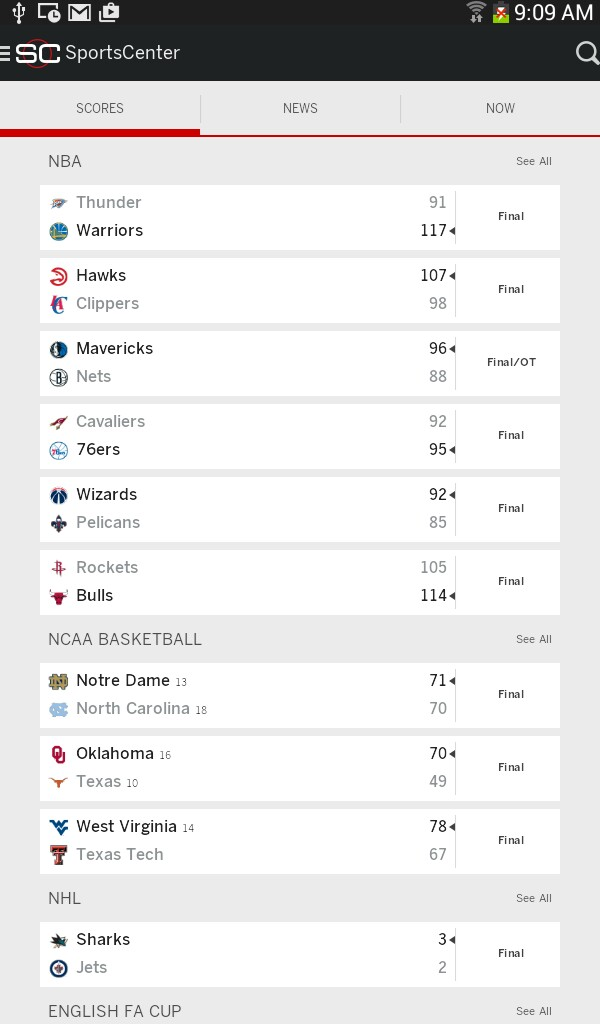 9:09 AM
SC SportsCenter
SCORES NEWS NOW
NBA See All
Thunder 91
Final
Warriors 117
Hawks 107
Final
Clippers 98
Mavericks 96
Final/OT
Nets 88
Cavaliers 92
Final
76ers 95
Wizards 92
Final
Pelicans 85
Rockets 105
Final
Bulls 114
NCAA BASKETBALL See All
Notre Dame 13 71
Final
North Carolina 18 70
Oklahoma 16 70
Final
Texas 10 49
West Virginia 14 78
Final
Texas Tech 67
NHL See All
Sharks 3
Final
Jets 2
ENGLISH FA CUP See All